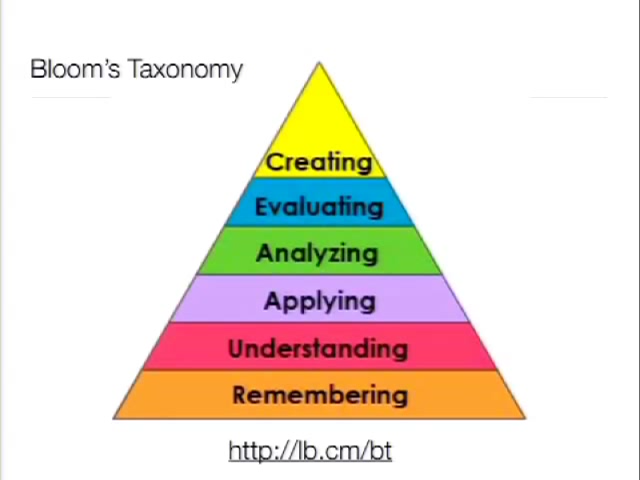 Bloom's Taxonomy
Creating
Evaluating
Analyzing
Applying
Understanding
Remembering
http://lb.cm/bt